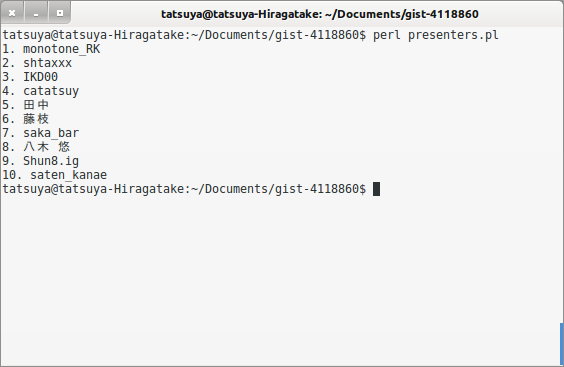 tatsuya@tatsuya-Hiragatake: ~/Documents/gist-4118860
tatsuya@tatsuya-Hiragatake:~/Documents/gist-4118860$ perl presenters.pl
1. monotone_RK
2. shtaxxx
3. IKD00
4. catatsuy
5. 田中
6. 藤枝
7. saka_bar
8. 八木 悠
9. Shun8.ig
10. saten_kanae
tatsuya@tatsuya-Hiragatake:~/Documents/gist-4118860$